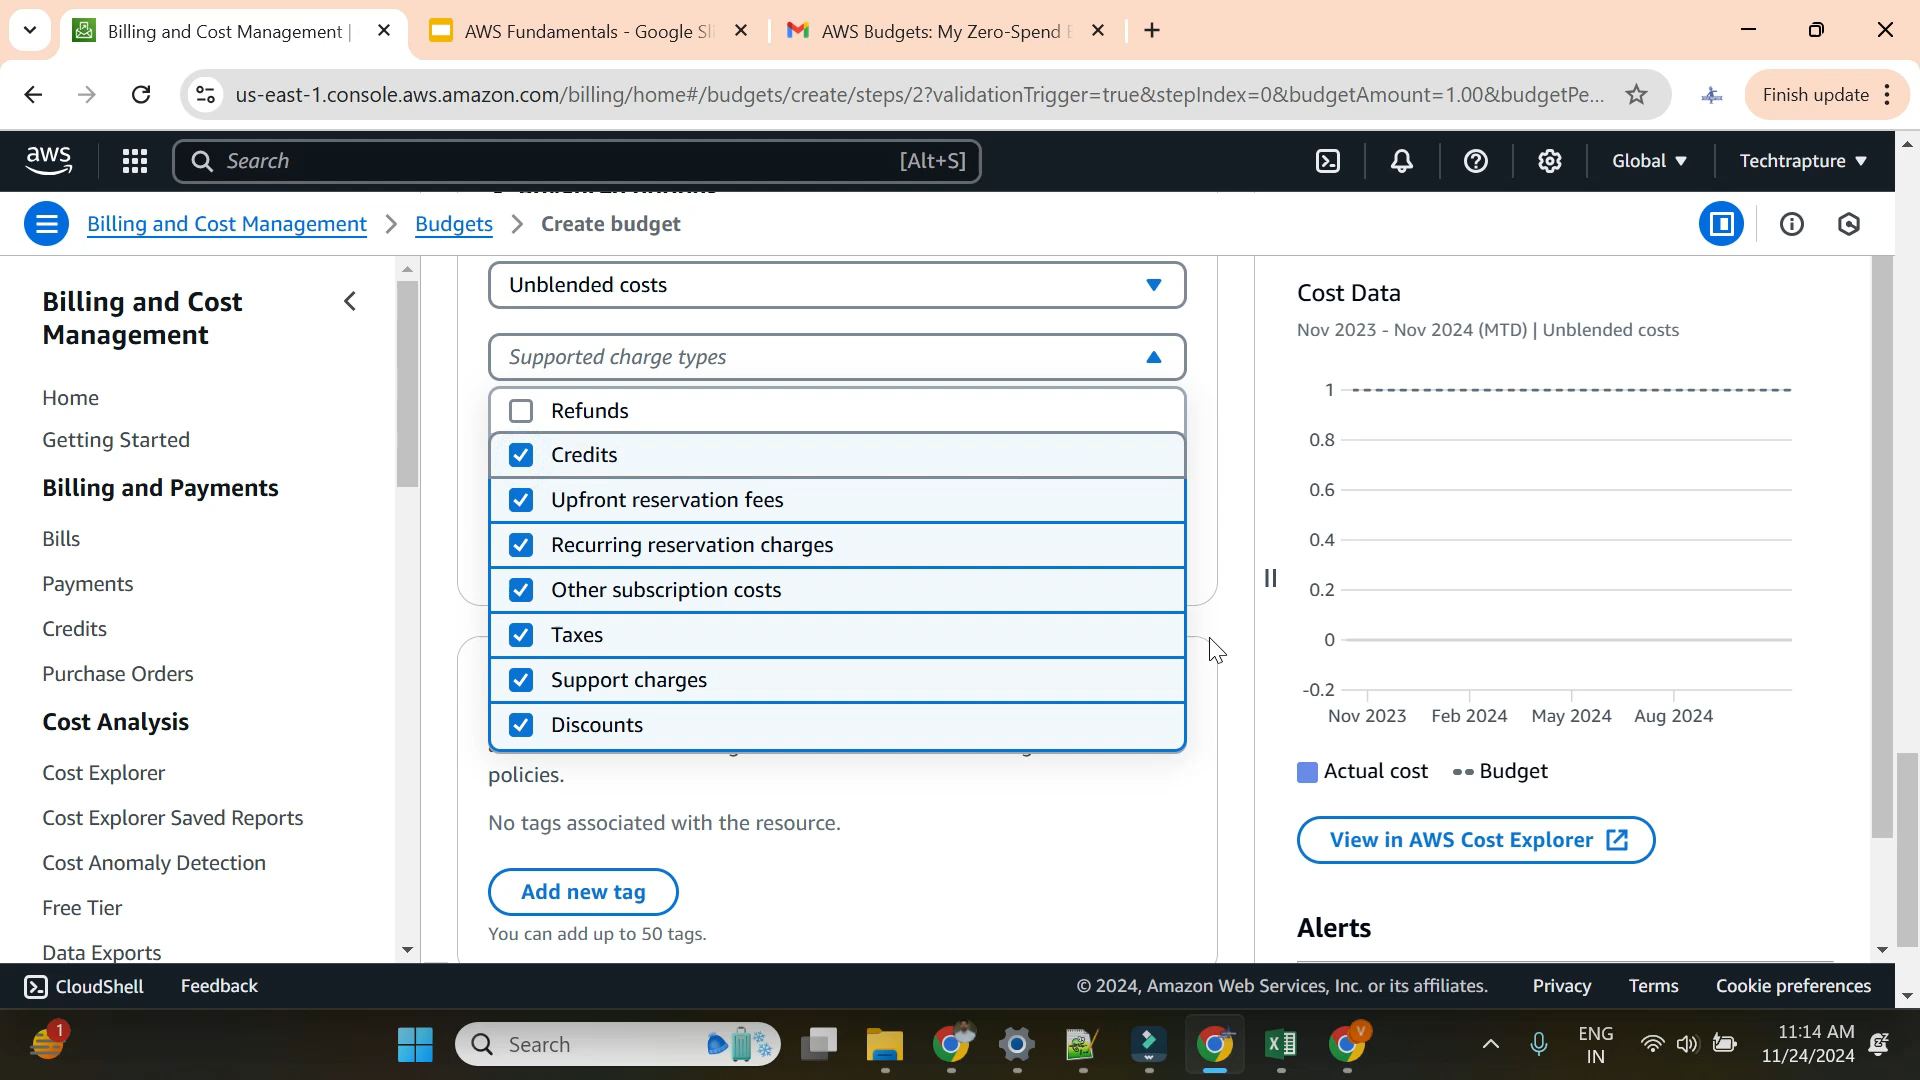 Billing and Cost Management |
AWS Fundamentals - Google Sli
AWS Budgets: My Zero-Spend B
us-east-1.console.aws.amazon.com/billing/home#/budgets/create/steps/2?validationTrigger=true&stepIndex=0&budgetAmount=1.00&budgetPe...
Finish update
aws
Search
[Alt+S]
Global
Techtrapture
Billing and Cost Management
Budgets
Create budget
Billing and Cost
Management
Home
Getting Started
Billing and Payments
Bills
Payments
Credits
Purchase Orders
Cost Analysis
Cost Explorer
Cost Explorer Saved Reports
Cost Anomaly Detection
Free Tier
Data Exports
Unblended costs
Supported charge types
Refunds
Credits
Upfront reservation fees
Recurring reservation charges
Other subscription costs
Taxes
Support charges
Discounts
policies.
No tags associated with the resource.
Add new tag
You can add up to 50 tags.
Cost Data
Nov 2023 - Nov 2024 (MTD) | Unblended costs
1
0.8
0.6
0.4
0.2
0
-0.2
Nov 2023 Feb 2024 May 2024 Aug 2024
Actual cost
Budget
View in AWS Cost Explorer
Alerts
CloudShell
Feedback
© 2024, Amazon Web Services, Inc. or its affiliates.
Privacy
Terms
Cookie preferences
1
Search
V
ENG
IN
11:14 AM
11/24/2024